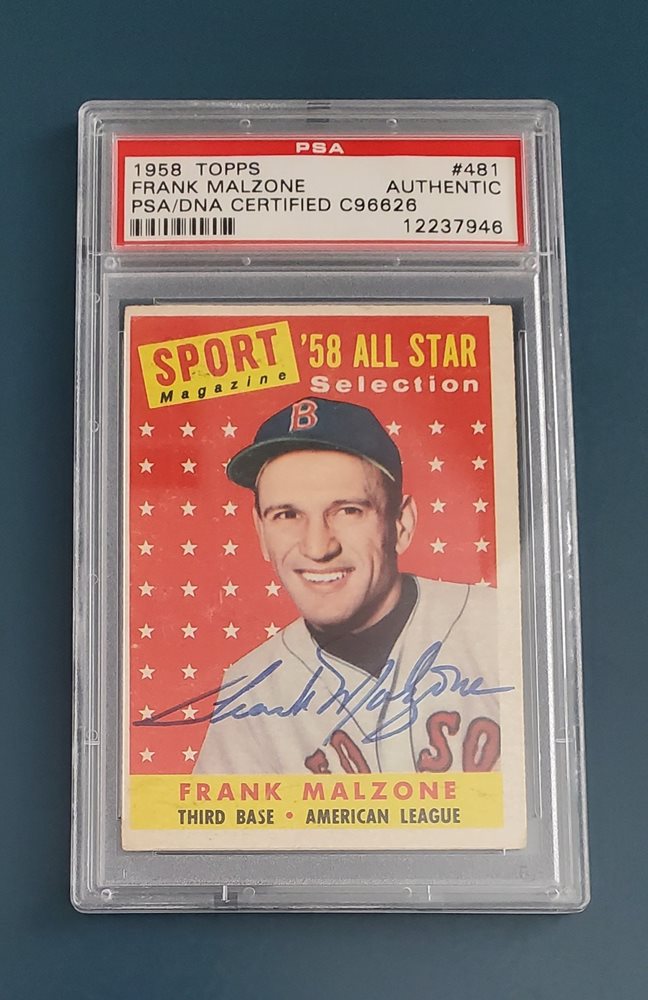 PSA
1958 TOPPS #481
FRANK MALZONE AUTHENTIC
PSA/DNA CERTIFIED C96626
12237946
SPORT Magazine
'58 ALL STAR
Selection
B
Frank Malzone
SO
FRANK MALZONE
THIRD BASE • AMERICAN LEAGUE